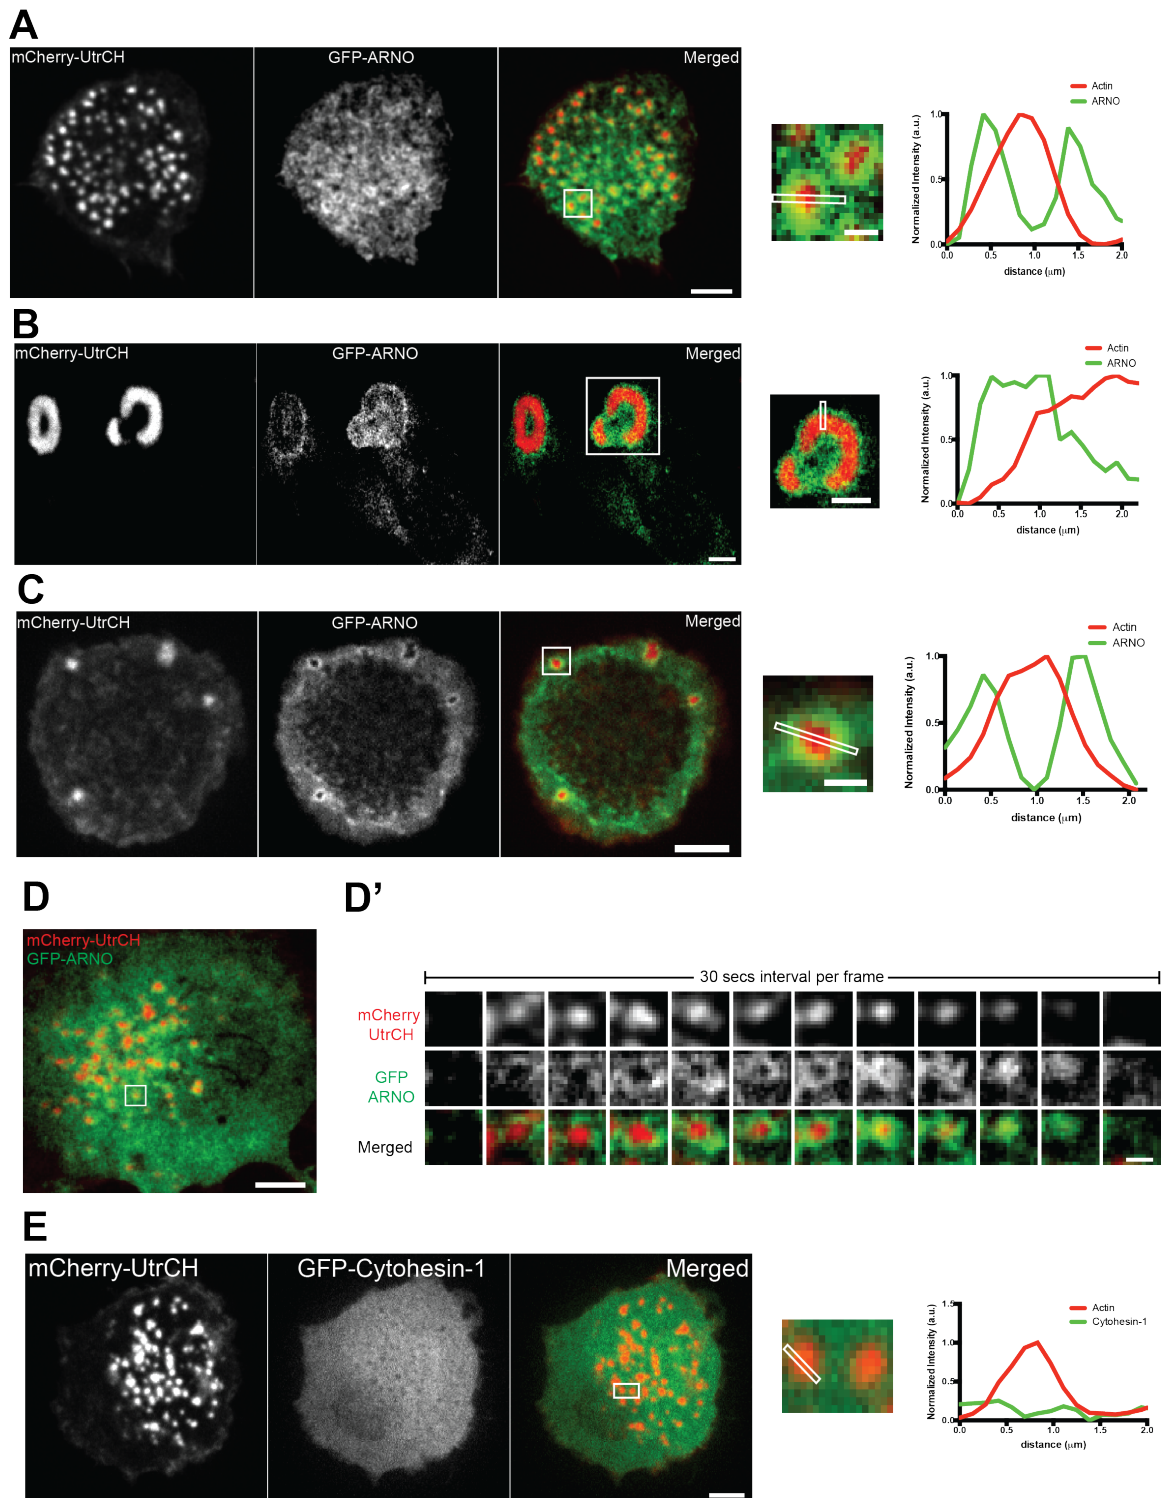 A
mCherry-UtrCH
GFP-ARNO
Merged
Actin
ARNO
Normalized Intensity (a.u.)
1.0
0.5
0.0
0.0 0.5 1.0 1.5 2.0
distance (μm)
B
mCherry-UtrCH
GFP-ARNO
Merged
Actin
ARNO
Normalized Intensity (a.u.)
1.0
0.5
0.0
0.0 0.5 1.0 1.5 2.0
distance (μm)
C
mCherry-UtrCH
GFP-ARNO
Merged
Actin
ARNO
Normalized Intensity (a.u.)
1.0
0.5
0.0
0.0 0.5 1.0 1.5 2.0
distance (μm)
D
mCherry-UtrCH
GFP-ARNO
D'
30 secs interval per frame
mCherry
UtrCH
GFP
ARNO
Merged
E
mCherry-UtrCH
GFP-Cytohesin-1
Merged
Actin
Cytohesin-1
Normalized Intensity (a.u.)
1.5
1.0
0.5
0.0
0.0 0.5 1.0 1.5 2.0
distance (μm)